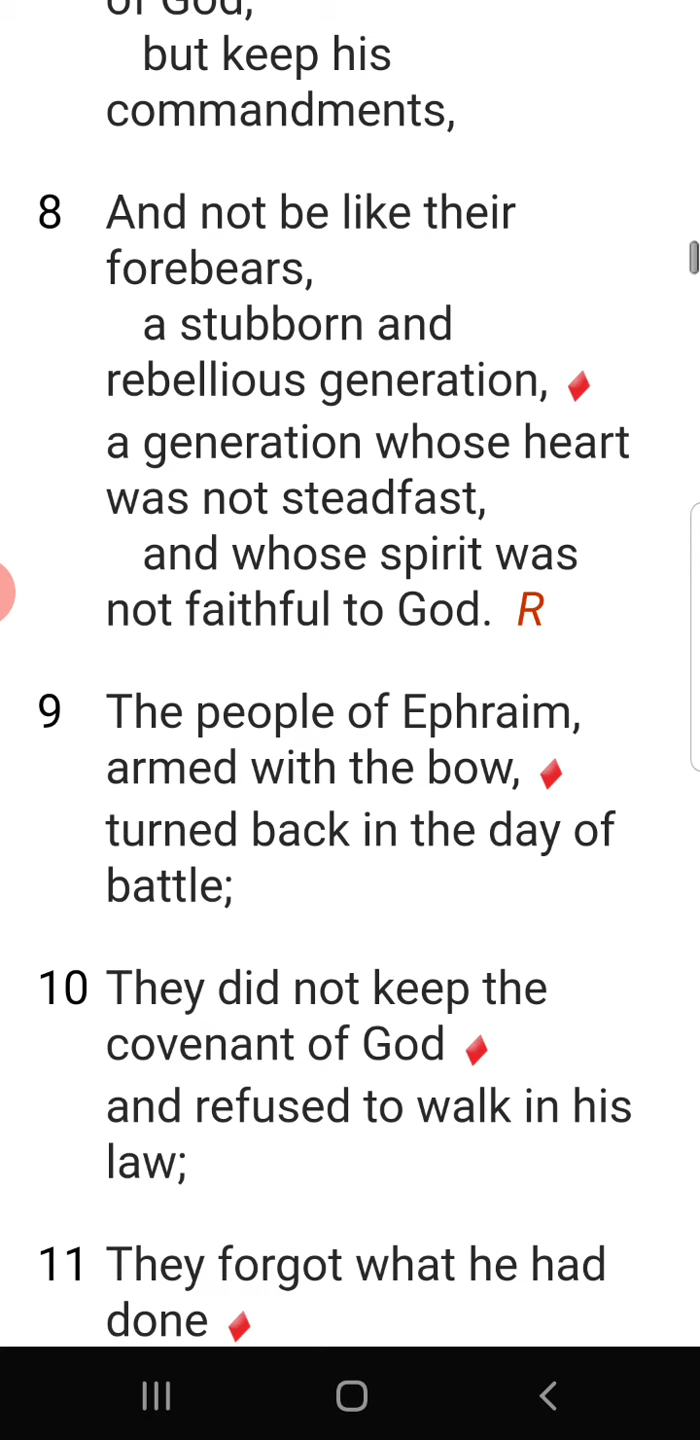 of God,
but keep his
commandments,
8 And not be like their
forebears,
a stubborn and
rebellious generation, ♦
a generation whose heart
was not steadfast,
and whose spirit was
not faithful to God. R
9 The people of Ephraim,
armed with the bow, ♦
turned back in the day of
battle;
10 They did not keep the
covenant of God ♦
and refused to walk in his
law;
11 They forgot what he had
done ♦